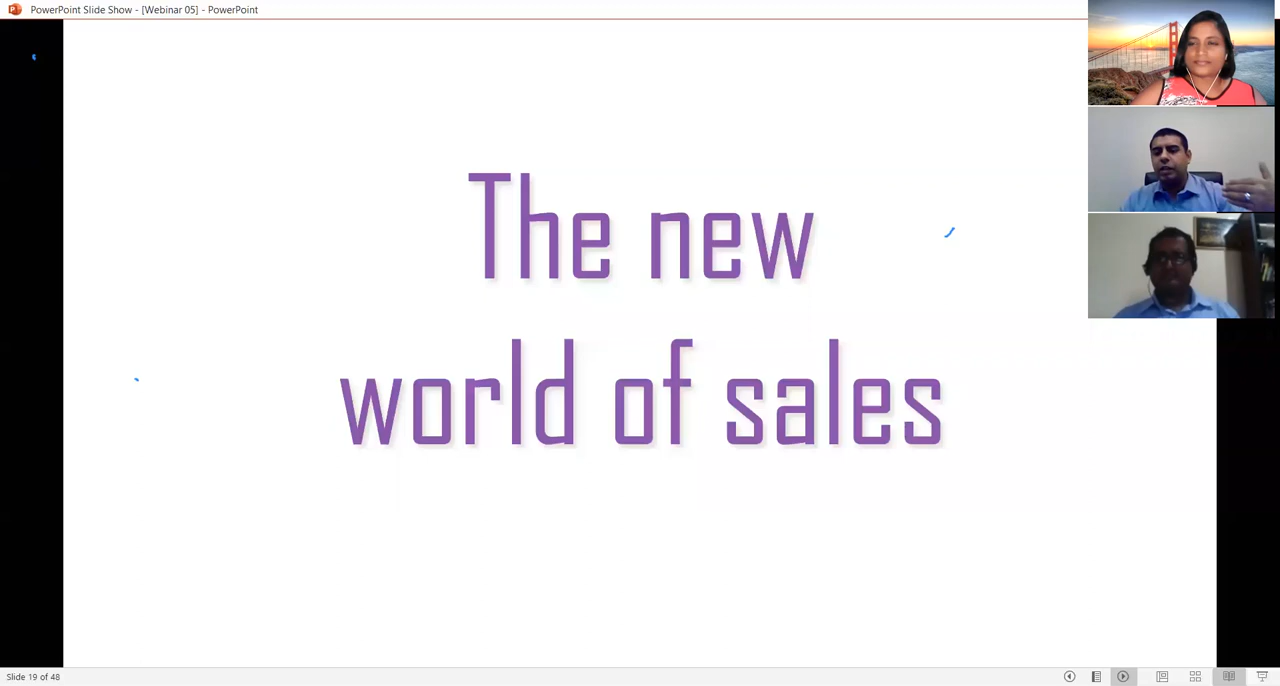 PowerPoint Slide Show - [Webinar 05] - PowerPoint
The new
world of sales
Slide 19 of 48